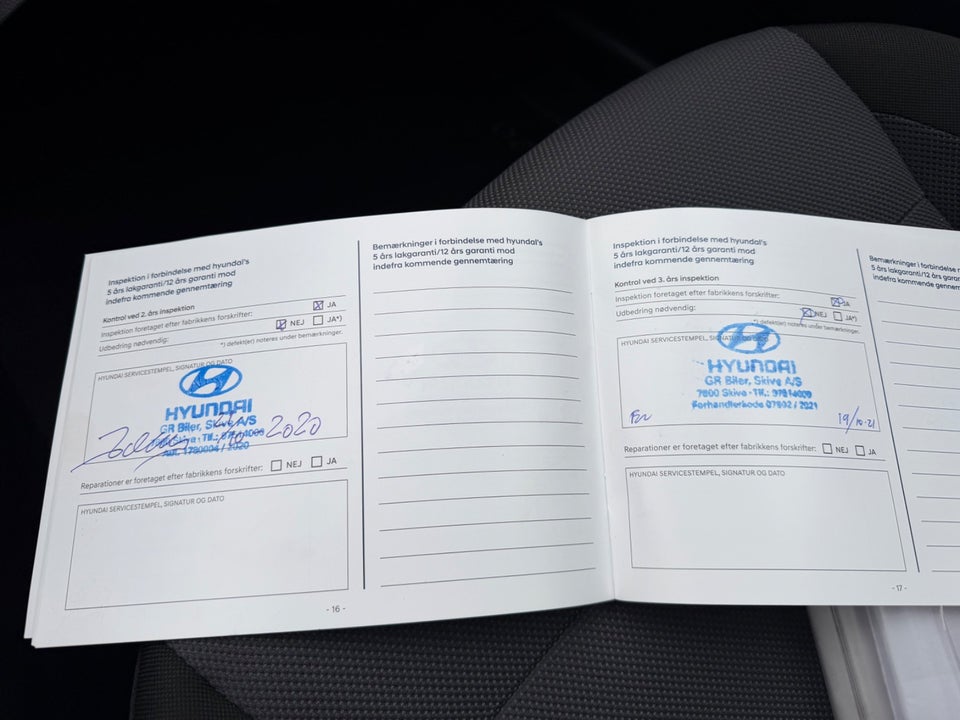 Inspektion i forbindelse med hyundai's
5 års lakgaranti/12 års garanti mod
indefra kommende gennemtæring
Kontrol ved 2. års inspektion
Inspektion foretaget efter fabrikkens forskrifter: JA
Udbedring nødvendig: NEJ JA*)
*) defekt(er) noteres under bemærkninger.
HYUNDAI SERVICESTEMPEL, SIGNATUR OG DATO
HYUNDAI
GR Biler, Skive A/S
2020
Aut. 1780004 / 2020
Reparationer er foretaget efter fabrikkens forskrifter: NEJ JA
HYUNDAI SERVICESTEMPEL, SIGNATUR OG DATO
- 16 -
Bemærkninger i forbindelse med hyundai's
5 års lakgaranti/12 års garanti mod
indefra kommende gennemtæring
Inspektion i forbindelse med hyundai's
5 års lakgaranti/12 års garanti mod
indefra kommende gennemtæring
Kontrol ved 3. års inspektion
Inspektion foretaget efter fabrikkens forskrifter: JA
Udbedring nødvendig: NEJ JA*)
*) defekt(er) noteres under bemærkninger.
HYUNDAI SERVICESTEMPEL, SIGNATUR OG DATO
HYUNDAI
GR Biler, Skive A/S
7800 Skive - Tlf.: 97514009
Forhandlerkode 07802 / 2021
19/10-21
Reparationer er foretaget efter fabrikkens forskrifter: NEJ JA
HYUNDAI SERVICESTEMPEL, SIGNATUR OG DATO
- 17 -
Bemærkninger i forbindelse
5 års lakgaranti/12 års
indefra kommende